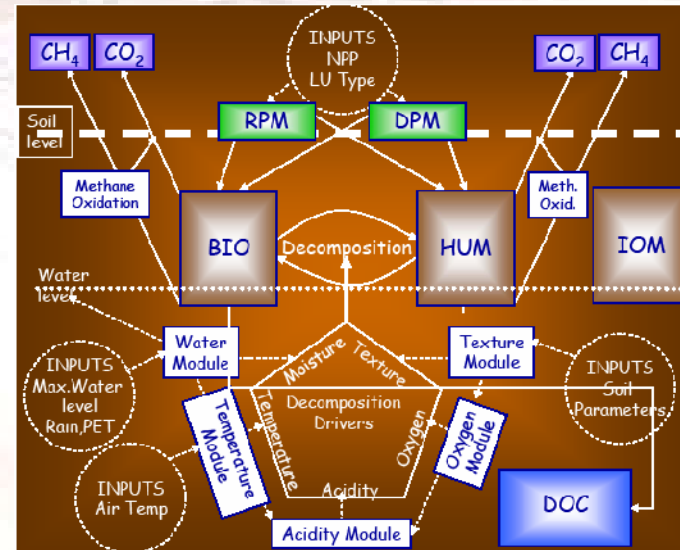 INPUTS
NPP
LU Type
CH4
CO2
CO2
CH4
RPM
DPM
Soil
level
Methane
Oxidation
Meth.
Oxid.
BIO
Decomposition
HUM
IOM
Water
level
Water
Module
Moisture
Texture
Texture
Module
INPUTS
Max.Water
level
Rain,PET
INPUTS
Soil
Parameters
Temperature
Module
Temperature
Decomposition
Drivers
Oxygen
Oxygen
Module
INPUTS
Air Temp
Acidity
DOC
Acidity Module